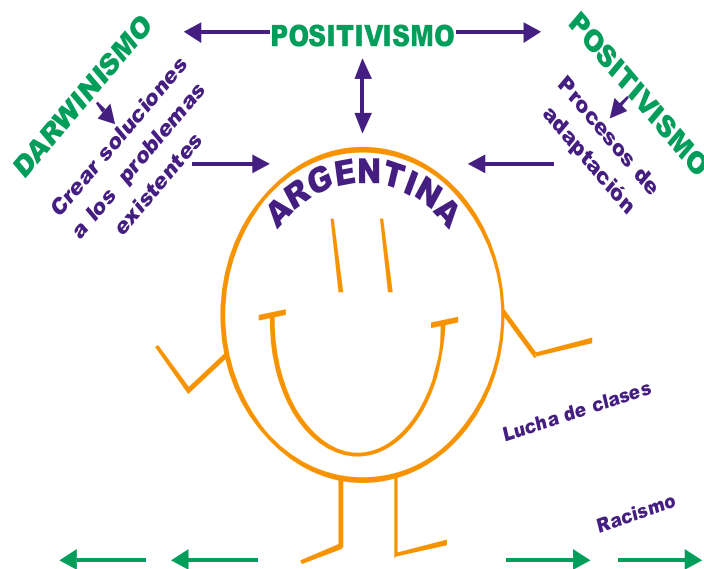 POSITIVISMO
DARWINISMO
Crear soluciones
a los problemas
existentes
POSITIVISMO
Procesos de
adaptación
ARGENTINA
Lucha de clases
Racismo